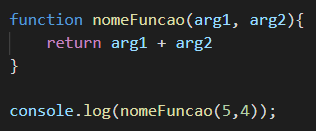 function nomeFuncao(arg1, arg2){
    return arg1 + arg2
}

console.log(nomeFuncao(5,4));